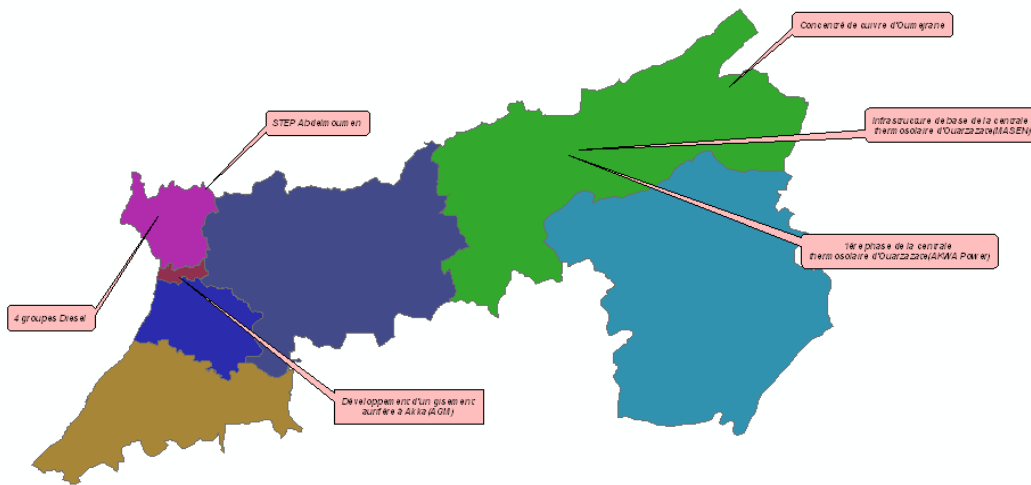 Concentré de cuivre d'Oumejrane
STEP Abdelmoumen
Infrastructure de base de la centrale
thermosolaire d'Ouarzazate(MASEN)
1ère phase de la centrale
thermosolaire d'Ouarzazate(AKWA Power)
4 groupes Diesel
Développement d'un gisement
aurifère à Akka(AGM)